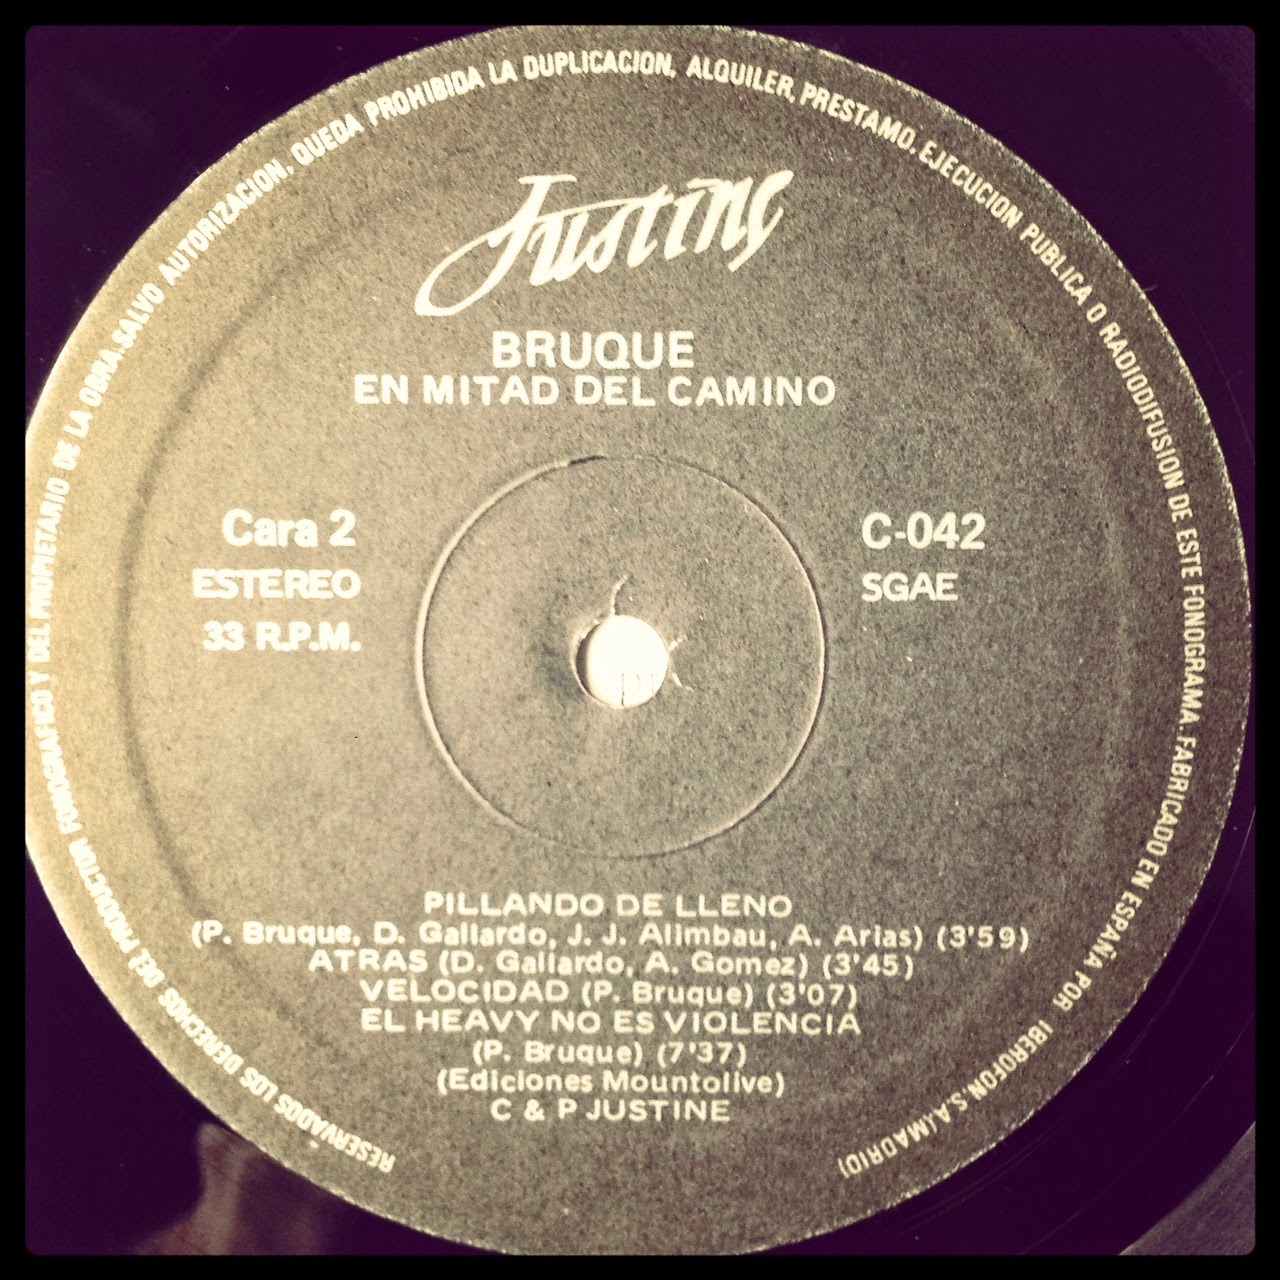 RESERVADOS LOS DERECHOS DEL PRODUCTOR FONOGRAFICO Y DEL PROMETARIO DE LA OBRA. SALVO AUTORIZACION, QUEDA PROHIBIDA LA DUPLICACION, ALQUILER, PRESTAMO, EJECUCION PUBLICA O RADIODIFUSION DE ESTE FONOGRAMA. FABRICADO EN ESPAÑA POR IBEROFON, S.A. (MADRID)
Justine
BRUQUE
EN MITAD DEL CAMINO
Cara 2
ESTEREO
33 R.P.M.
C-042
SGAE
PILLANDO DE LLENO
(P. Bruque, D. Gallardo, J. J. Alimbau, A. Arias) (3'59)
ATRAS (D. Gallardo, A. Gomez) (3'45)
VELOCIDAD (P. Bruque) (3'07)
EL HEAVY NO ES VIOLENCIA
(P. Bruque) (7'37)
(Ediciones Mountolive)
C & P JUSTINE